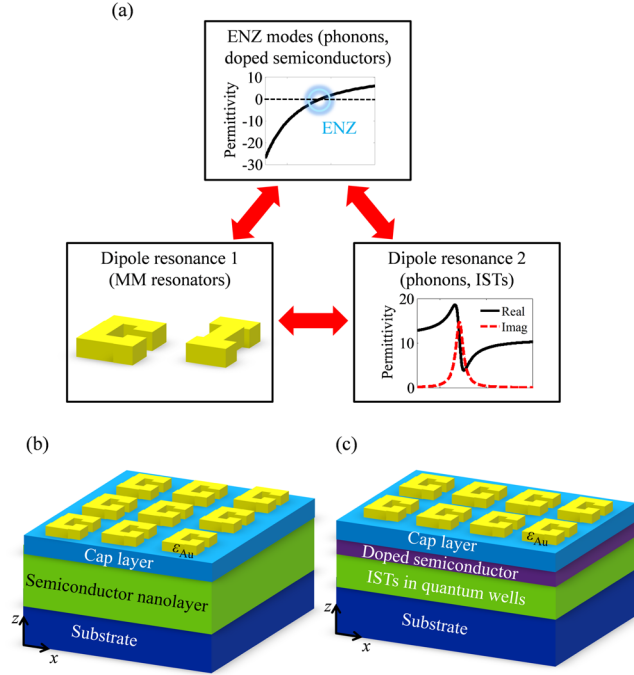 (a)
ENZ modes (phonons,
doped semiconductors)
Permittivity
10
0
-10
-20
-30
ENZ
Dipole resonance 1
(MM resonators)
Dipole resonance 2
(phonons, ISTs)
Permittivity
20
10
0
Real
Imag
(b)
εAu
Cap layer
Semiconductor nanolayer
Substrate
z
x
(c)
εAu
Cap layer
Doped semiconductor
ISTs in quantum wells
Substrate
z
x